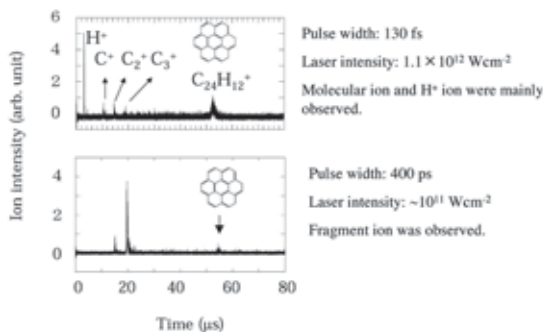 Ion intensity (arb. unit)
6
4
2
0
H⁺
C⁺ C₂⁺ C₃⁺
C₂₄H₁₂⁺
Pulse width: 130 fs
Laser intensity: 1.1 × 10¹² Wcm⁻²
Molecular ion and H⁺ ion were mainly
observed.
4
2
0
0 20 40 60 80
Time (μs)
Pulse width: 400 ps
Laser intensity: ~10¹¹ Wcm⁻²
Fragment ion was observed.